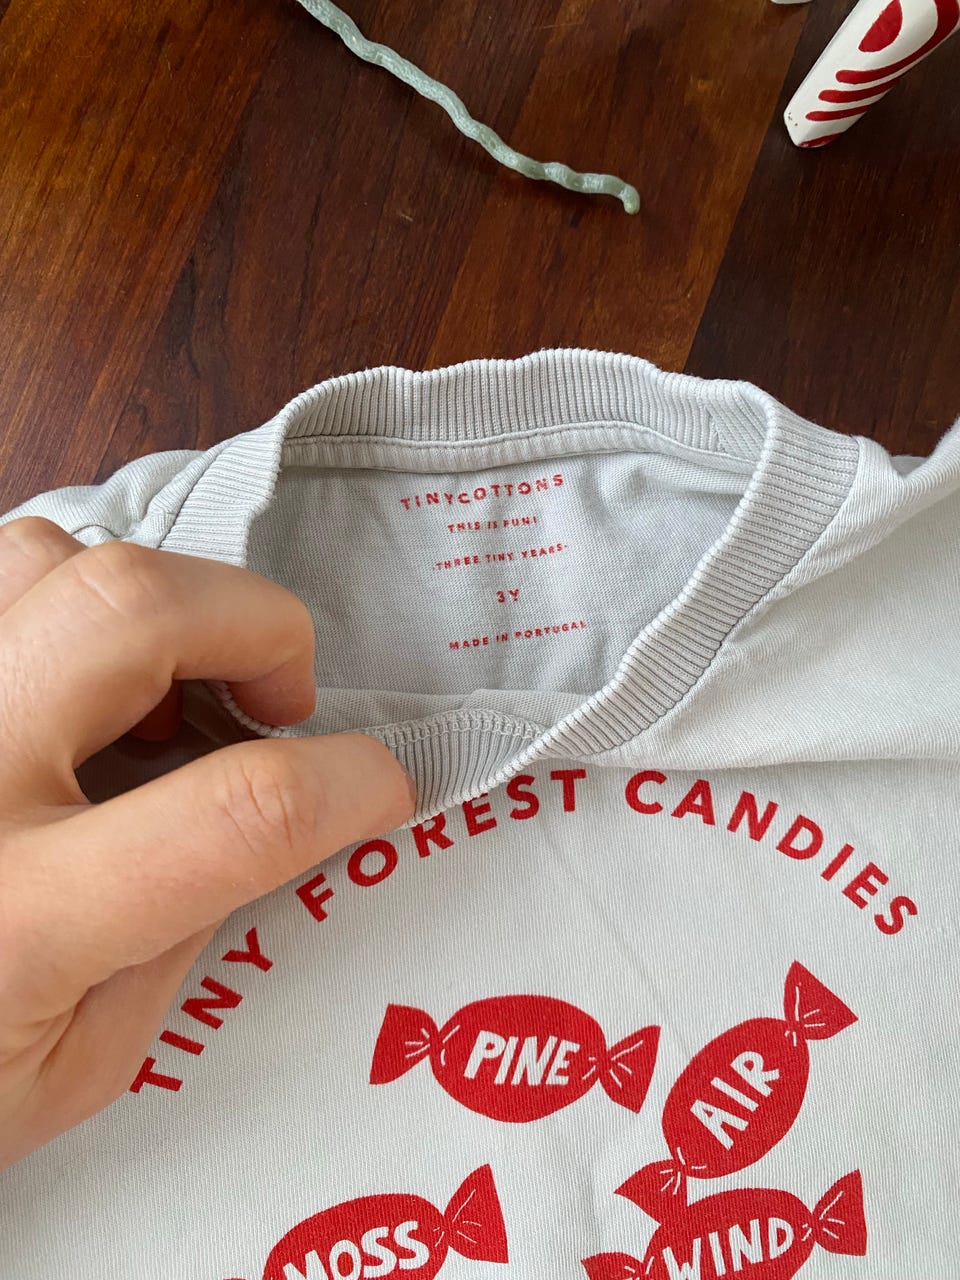 TINYCOTTONS
THIS IS FUN!
·THREE TINY YEARS·
3Y
MADE IN PORTUGAL
TINY FOREST CANDIES
PINE
AIR
MOSS
WIND